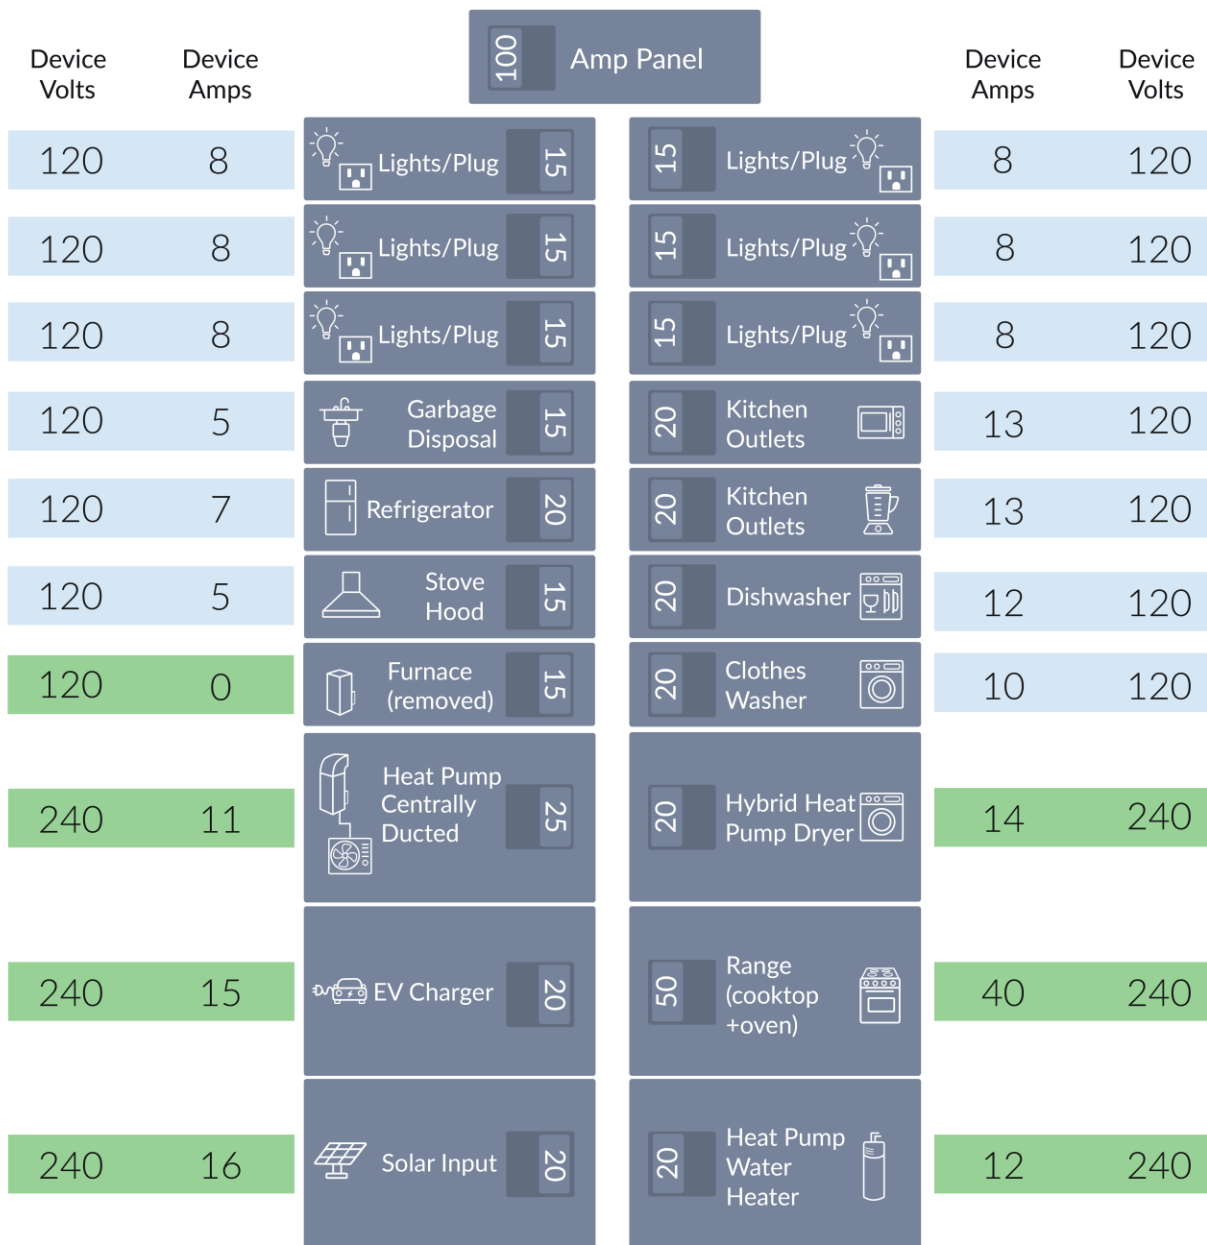 100 Amp Panel
Device Volts Device Amps Device Amps Device Volts
120 8 Lights/Plug 15 15 Lights/Plug 8 120
120 8 Lights/Plug 15 15 Lights/Plug 8 120
120 8 Lights/Plug 15 15 Lights/Plug 8 120
120 5 Garbage Disposal 15 20 Kitchen Outlets 13 120
120 7 Refrigerator 20 20 Kitchen Outlets 13 120
120 5 Stove Hood 15 20 Dishwasher 12 120
120 0 Furnace (removed) 15 20 Clothes Washer 10 120
240 11 Heat Pump Centrally Ducted 25 20 Hybrid Heat Pump Dryer 14 240
240 15 EV Charger 20 50 Range (cooktop +oven) 40 240
240 16 Solar Input 20 20 Heat Pump Water Heater 12 240